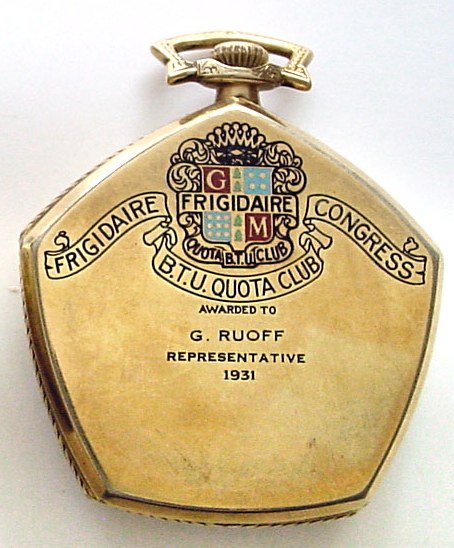 G
FRIGIDAIRE
M
QUOTA B.T.U. CLUB
FRIGIDAIRE CONGRESS
B.T.U. QUOTA CLUB
AWARDED TO
G. RUOFF
REPRESENTATIVE
1931